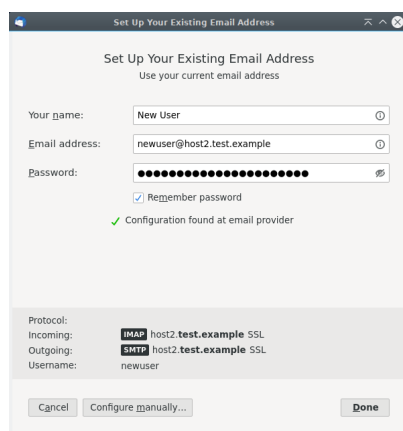 Set Up Your Existing Email Address
Set Up Your Existing Email Address
Use your current email address
Your name: New User
Email address: newuser@host2.test.example
Password: ●●●●●●●●●●●●●●●●●●●●●●
Remember password
Configuration found at email provider
Protocol:
Incoming: IMAP host2.test.example SSL
Outgoing: SMTP host2.test.example SSL
Username: newuser
Cancel Configure manually... Done